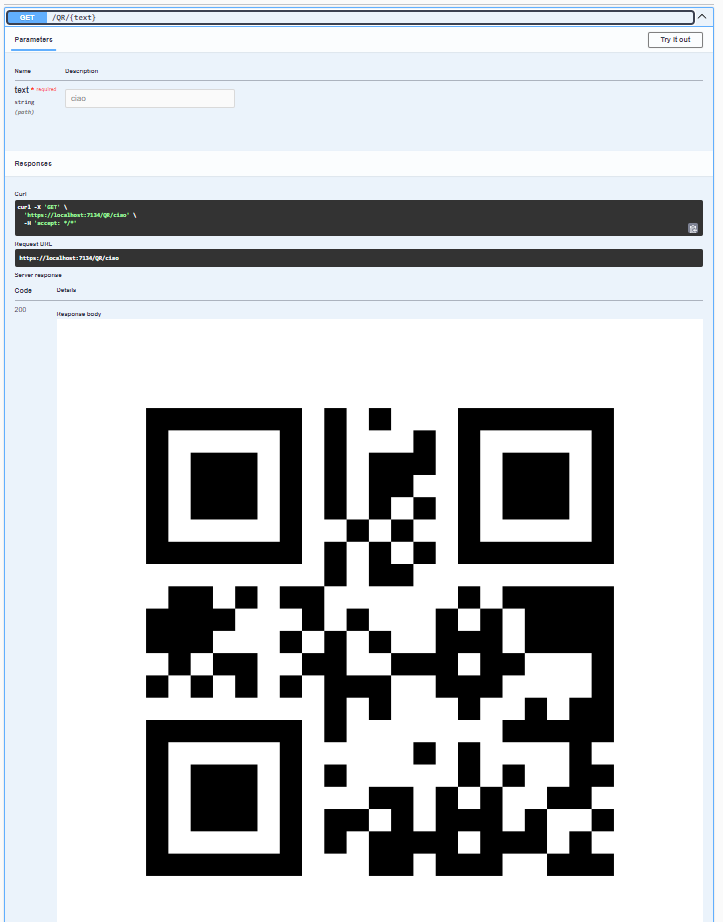 GET /QR/{text}
Parameters
Try it out
Name Description
text * required
string
(path)
ciao
Responses
Curl
curl -X 'GET' \
'https://localhost:7134/QR/ciao' \
-H 'accept: */*'
Request URL
https://localhost:7134/QR/ciao
Server response
Code Details
200
Response body